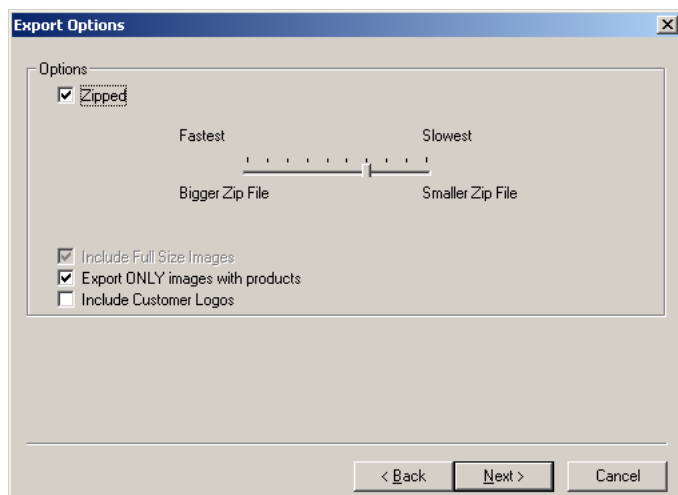 Export Options
Options
Zipped
Fastest Slowest
Bigger Zip File Smaller Zip File
Include Full Size Images
Export ONLY images with products
Include Customer Logos
< Back Next > Cancel